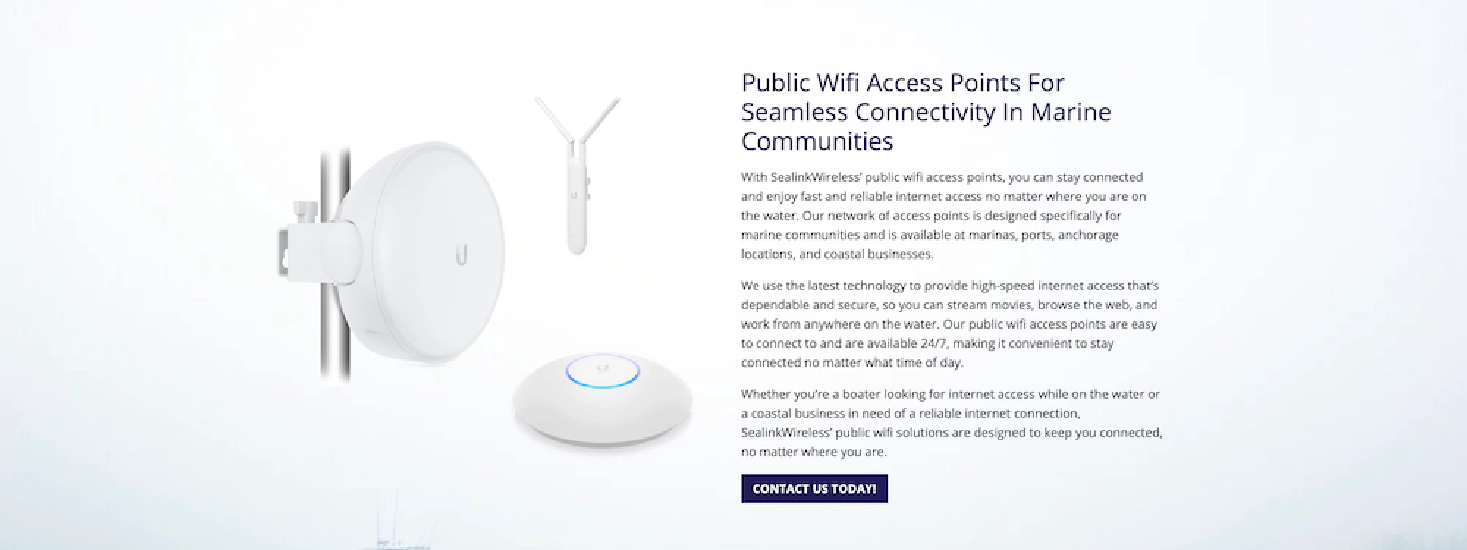 Public Wifi Access Points For
Seamless Connectivity In Marine
Communities
With SealinkWireless’ public wifi access points, you can stay connected
and enjoy fast and reliable internet access no matter where you are on
the water. Our network of access points is designed specifically for
marine communities and is available at marinas, ports, anchorage
locations, and coastal businesses.
We use the latest technology to provide high-speed internet access that’s
dependable and secure, so you can stream movies, browse the web, and
work from anywhere on the water. Our public wifi access points are easy
to connect to and are available 24/7, making it convenient to stay
connected no matter what time of day.
Whether you’re a boater looking for internet access while on the water or
a coastal business in need of a reliable internet connection,
SealinkWireless’ public wifi solutions are designed to keep you connected,
no matter where you are.
CONTACT US TODAY!